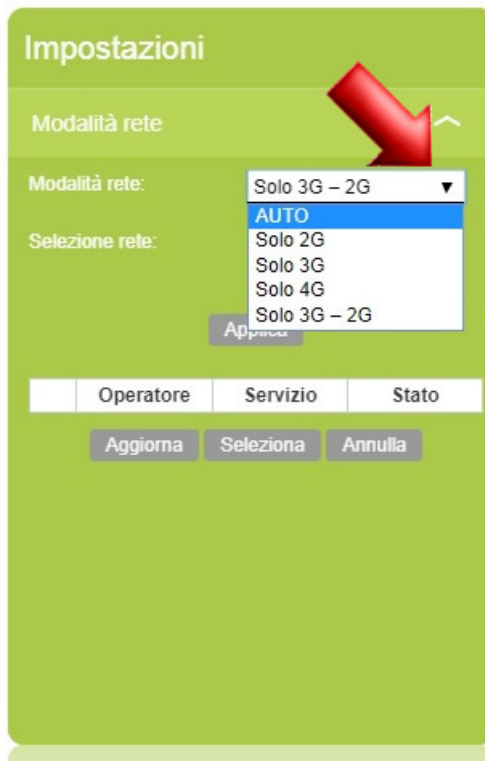 Impostazioni
Modalità rete
Modalità rete: Solo 3G – 2G
AUTO
Selezione rete: Solo 2G
Solo 3G
Solo 4G
Solo 3G – 2G
Applica
Operatore Servizio Stato
Aggiorna Seleziona Annulla